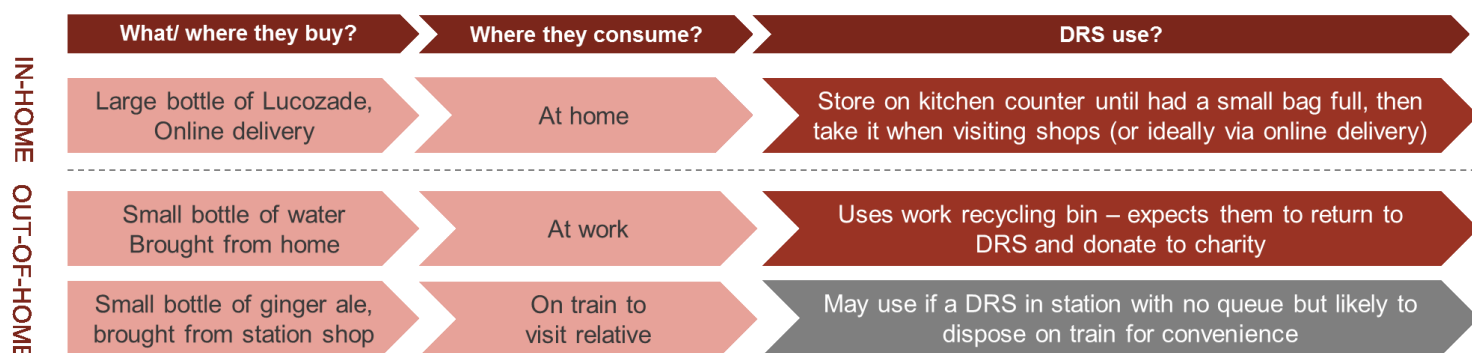 What/ where they buy?
Where they consume?
DRS use?
IN-HOME
Large bottle of Lucozade,
Online delivery
At home
Store on kitchen counter until had a small bag full, then
take it when visiting shops (or ideally via online delivery)
OUT-OF-HOME
Small bottle of water
Brought from home
At work
Uses work recycling bin – expects them to return to
DRS and donate to charity
Small bottle of ginger ale,
brought from station shop
On train to
visit relative
May use if a DRS in station with no queue but likely to
dispose on train for convenience